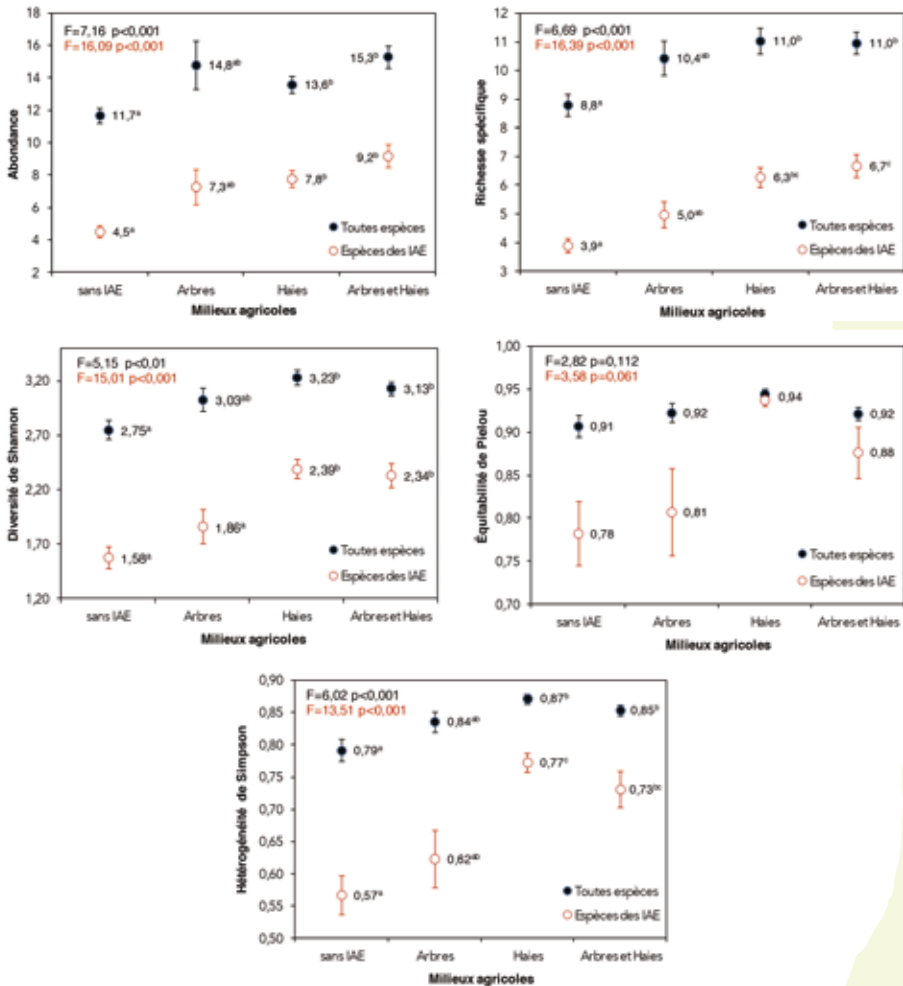 Abondance
18
16
14
12
10
8
6
4
2
F=7,16 p<0,001
F=16,09 p<0,001
11,7ᵃ
14,8ᵃᵇ
13,6ᵇ
15,3ᵇ
4,5ᵃ
7,3ᵃᵇ
7,8ᵇ
9,2ᵇ
Toutes espèces
Espèces des IAE
sans IAE Arbres Haies Arbres et Haies
Milieux agricoles
Richesse spécifique
12
11
10
9
8
7
6
5
4
3
F=6,69 p<0,001
F=16,39 p<0,001
8,8ᵃ
10,4ᵃᵇ
11,0ᵇ
11,0ᵇ
3,9ᵃ
5,0ᵃᵇ
6,3ᵇᶜ
6,7ᶜ
Toutes espèces
Espèces des IAE
sans IAE Arbres Haies Arbres et Haies
Milieux agricoles
Diversité de Shannon
3,20
2,70
2,20
1,70
1,20
F=5,15 p<0,01
F=15,01 p<0,001
2,75ᵃ
3,03ᵃᵇ
3,23ᵇ
3,13ᵇ
1,58ᵃ
1,86ᵃ
2,39ᵇ
2,34ᵇ
Toutes espèces
Espèces des IAE
sans IAE Arbres Haies Arbres et Haies
Milieux agricoles
Équitabilité de Pielou
1,00
0,95
0,90
0,85
0,80
0,75
0,70
F=2,82 p=0,112
F=3,58 p=0,061
0,91
0,92
0,94
0,92
0,78
0,81
0,88
Toutes espèces
Espèces des IAE
sans IAE Arbres Haies Arbres et Haies
Milieux agricoles
Hétérogénéité de Simpson
0,90
0,85
0,80
0,75
0,70
0,65
0,60
0,55
0,50
F=6,02 p<0,001
F=13,51 p<0,001
0,79ᵃ
0,84ᵃᵇ
0,87ᵇ
0,85ᵇ
0,57ᵃ
0,62ᵃᵇ
0,77ᶜ
0,73ᵇᶜ
Toutes espèces
Espèces des IAE
sans IAE Arbres Haies Arbres et Haies
Milieux agricoles